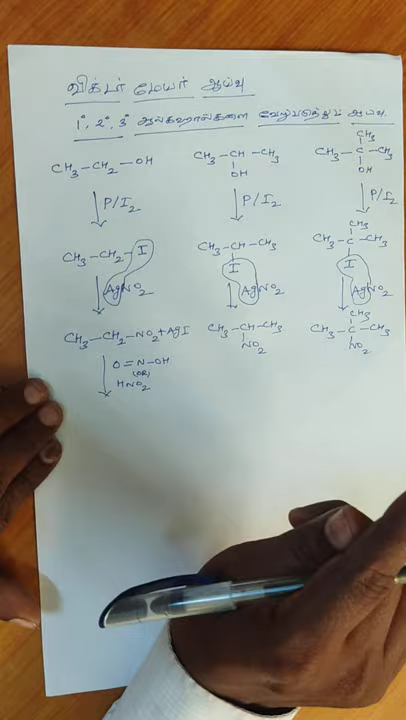 விக்டர் மேயர் ஆய்வு
1°, 2°, 3° ஆல்கஹால்களை வேறுபடுத்தும் ஆய்வு.
CH3-CH2-OH
CH3-CH-CH3
OH
CH3
CH3-C-CH3
OH
P/I2
P/I2
P/I2
CH3-CH2-I
CH3-CH-CH3
I
CH3
CH3-C-CH3
I
AgNO2
AgNO2
AgNO2
CH3-CH2-NO2+AgI
CH3-CH-CH3
NO2
CH3
CH3-C-CH3
NO2
O=N-OH
(OR)
HNO2